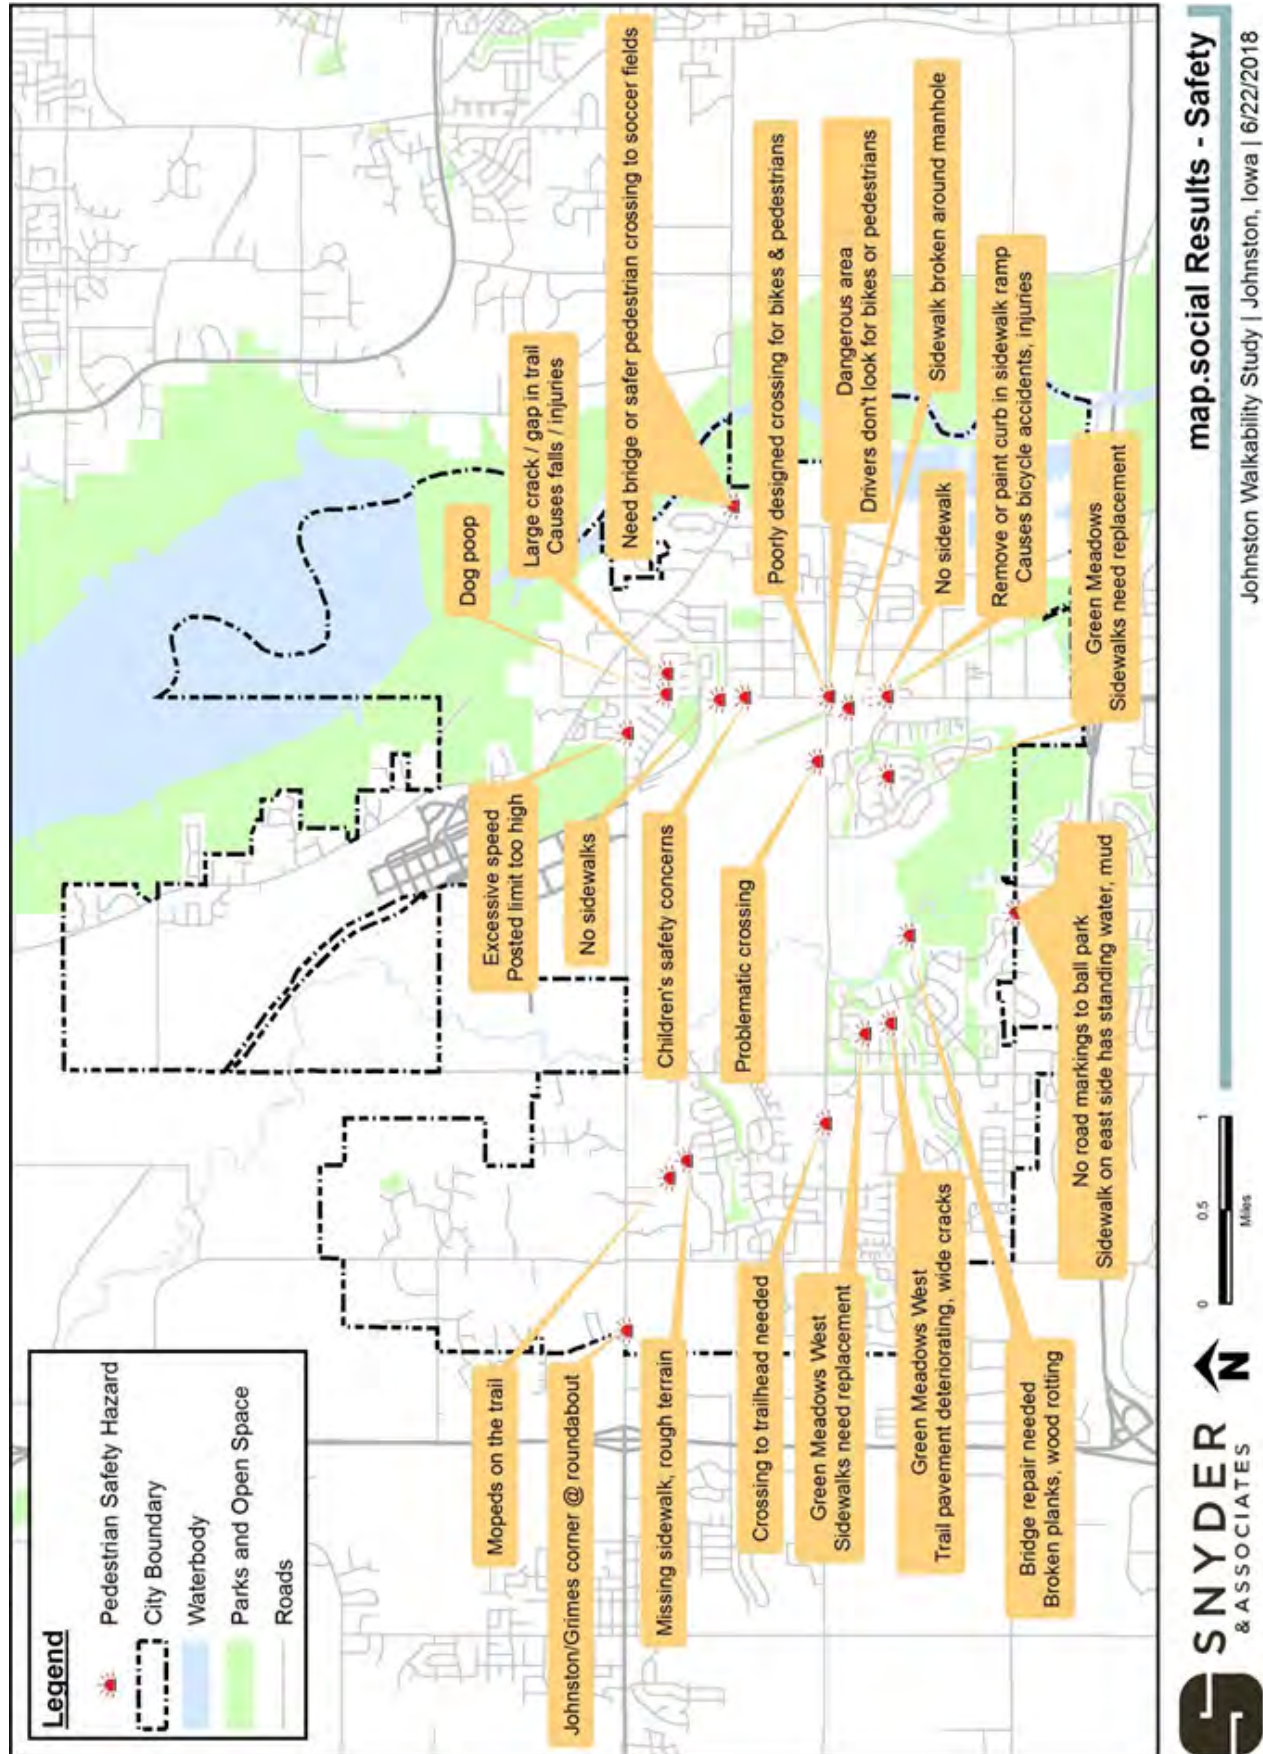 Legend
Pedestrian Safety Hazard
City Boundary
Waterbody
Parks and Open Space
Roads
Mopeds on the trail
Johnston/Grimes corner @ roundabout
Missing sidewalk, rough terrain
Crossing to trailhead needed
Green Meadows West
Sidewalks need replacement
Green Meadows West
Trail pavement deteriorating, wide cracks
Bridge repair needed
Broken planks, wood rotting
Excessive speed
Posted limit too high
No sidewalks
Children's safety concerns
Problematic crossing
No road markings to ball park
Sidewalk on east side has standing water, mud
Dog poop
Large crack / gap in trail
Causes falls / injuries
Need bridge or safer pedestrian crossing to soccer fields
Poorly designed crossing for bikes & pedestrians
Dangerous area
Drivers don't look for bikes or pedestrians
Sidewalk broken around manhole
No sidewalk
Remove or paint curb in sidewalk ramp
Causes bicycle accidents, injuries
Green Meadows
Sidewalks need replacement
SNYDER
& ASSOCIATES
N
0 0.5 1
Miles
map.social Results - Safety
Johnston Walkability Study | Johnston, Iowa | 6/22/2018